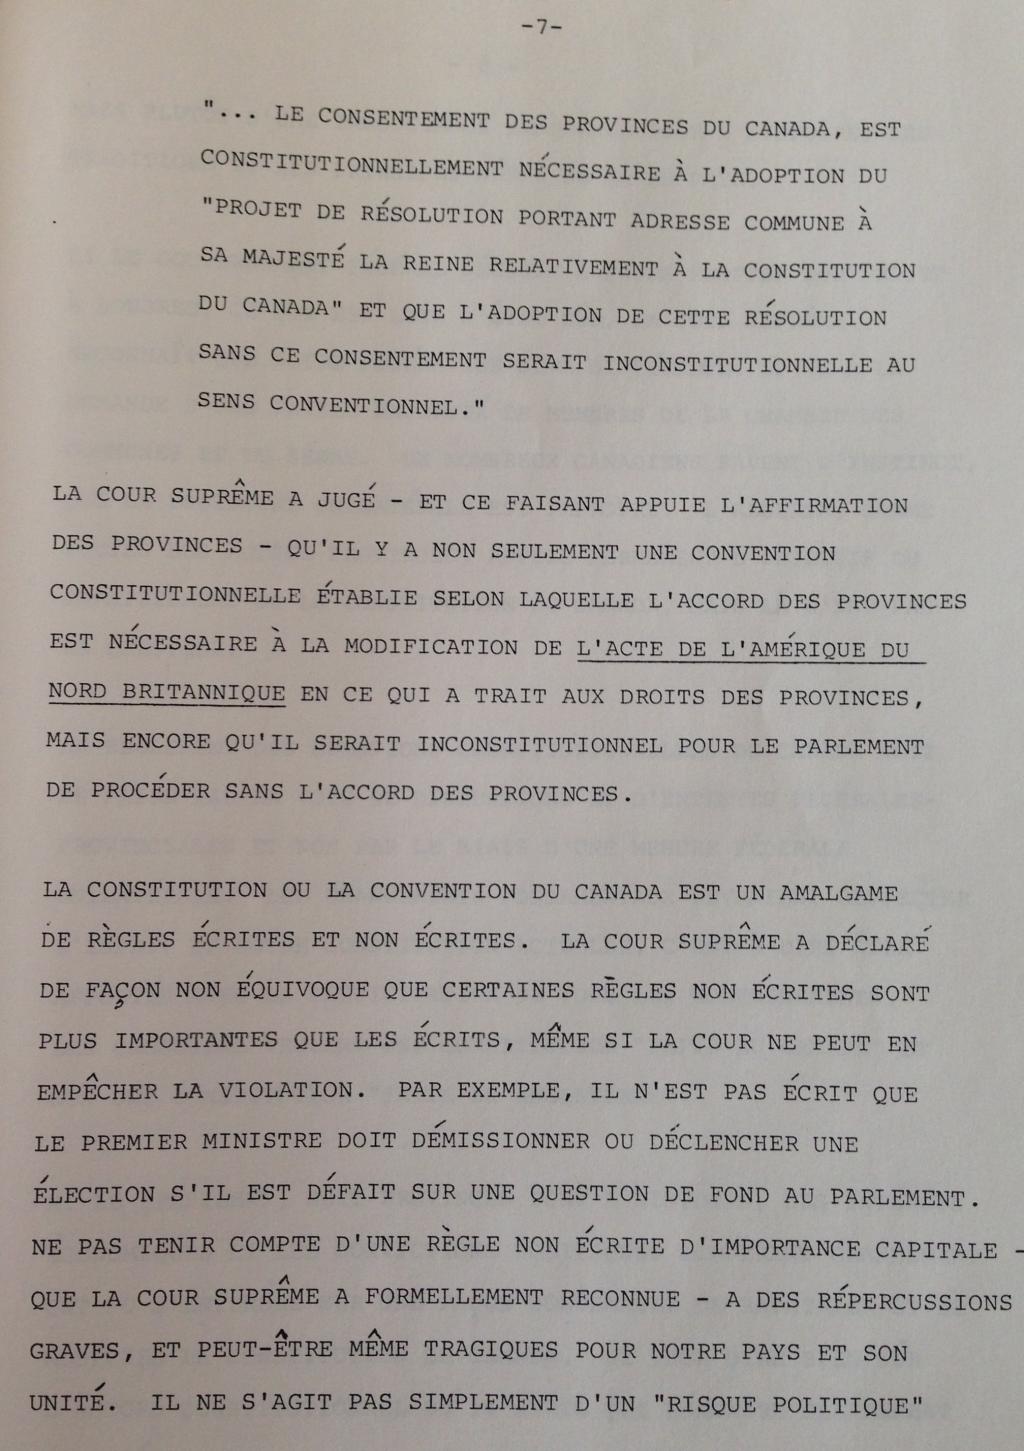 -7-
"... LE CONSENTEMENT DES PROVINCES DU CANADA, EST
CONSTITUTIONNELLEMENT NÉCESSAIRE À L'ADOPTION DU
"PROJET DE RÉSOLUTION PORTANT ADRESSE COMMUNE À
SA MAJESTÉ LA REINE RELATIVEMENT À LA CONSTITUTION
DU CANADA" ET QUE L'ADOPTION DE CETTE RÉSOLUTION
SANS CE CONSENTEMENT SERAIT INCONSTITUTIONNELLE AU
SENS CONVENTIONNEL."
LA COUR SUPRÊME A JUGÉ - ET CE FAISANT APPUIE L'AFFIRMATION
DES PROVINCES - QU'IL Y A NON SEULEMENT UNE CONVENTION
CONSTITUTIONNELLE ÉTABLIE SELON LAQUELLE L'ACCORD DES PROVINCES
EST NÉCESSAIRE À LA MODIFICATION DE L'ACTE DE L'AMÉRIQUE DU
NORD BRITANNIQUE EN CE QUI A TRAIT AUX DROITS DES PROVINCES,
MAIS ENCORE QU'IL SERAIT INCONSTITUTIONNEL POUR LE PARLEMENT
DE PROCÉDER SANS L'ACCORD DES PROVINCES.
LA CONSTITUTION OU LA CONVENTION DU CANADA EST UN AMALGAME
DE RÈGLES ÉCRITES ET NON ÉCRITES. LA COUR SUPRÊME A DÉCLARÉ
DE FAÇON NON ÉQUIVOQUE QUE CERTAINES RÈGLES NON ÉCRITES SONT
PLUS IMPORTANTES QUE LES ÉCRITS, MÊME SI LA COUR NE PEUT EN
EMPÊCHER LA VIOLATION. PAR EXEMPLE, IL N'EST PAS ÉCRIT QUE
LE PREMIER MINISTRE DOIT DÉMISSIONNER OU DÉCLENCHER UNE
ÉLECTION S'IL EST DÉFAIT SUR UNE QUESTION DE FOND AU PARLEMENT.
NE PAS TENIR COMPTE D'UNE RÈGLE NON ÉCRITE D'IMPORTANCE CAPITALE -
QUE LA COUR SUPRÊME A FORMELLEMENT RECONNUE - A DES RÉPERCUSSIONS
GRAVES, ET PEUT-ÊTRE MÊME TRAGIQUES POUR NOTRE PAYS ET SON
UNITÉ. IL NE S'AGIT PAS SIMPLEMENT D'UN "RISQUE POLITIQUE"